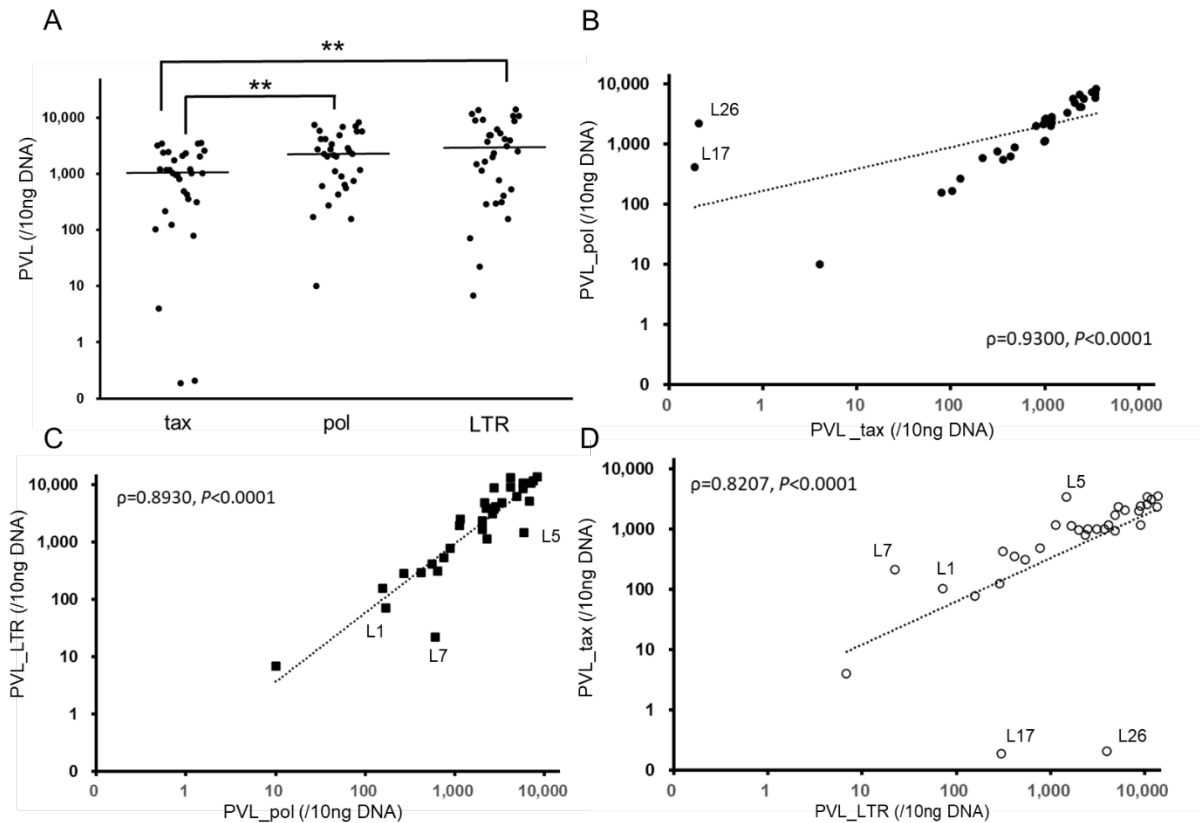 A
**
**
PVL (/10ng DNA)
10,000
1,000
100
10
1
0
tax
pol
LTR
B
PVL_pol (/10ng DNA)
10,000
1,000
100
10
1
0
L26
L17
ρ=0.9300, P<0.0001
0
1
10
100
1,000
10,000
PVL_tax (/10ng DNA)
C
PVL_LTR (/10ng DNA)
10,000
1,000
100
10
1
0
ρ=0.8930, P<0.0001
L5
L1
L7
0
1
10
100
1,000
10,000
PVL_pol (/10ng DNA)
D
PVL_tax(/10ng DNA)
10,000
1,000
100
10
1
0
ρ=0.8207, P<0.0001
L5
L7
L1
L17
L26
0
1
10
100
1,000
10,000
PVL_LTR (/10ng DNA)